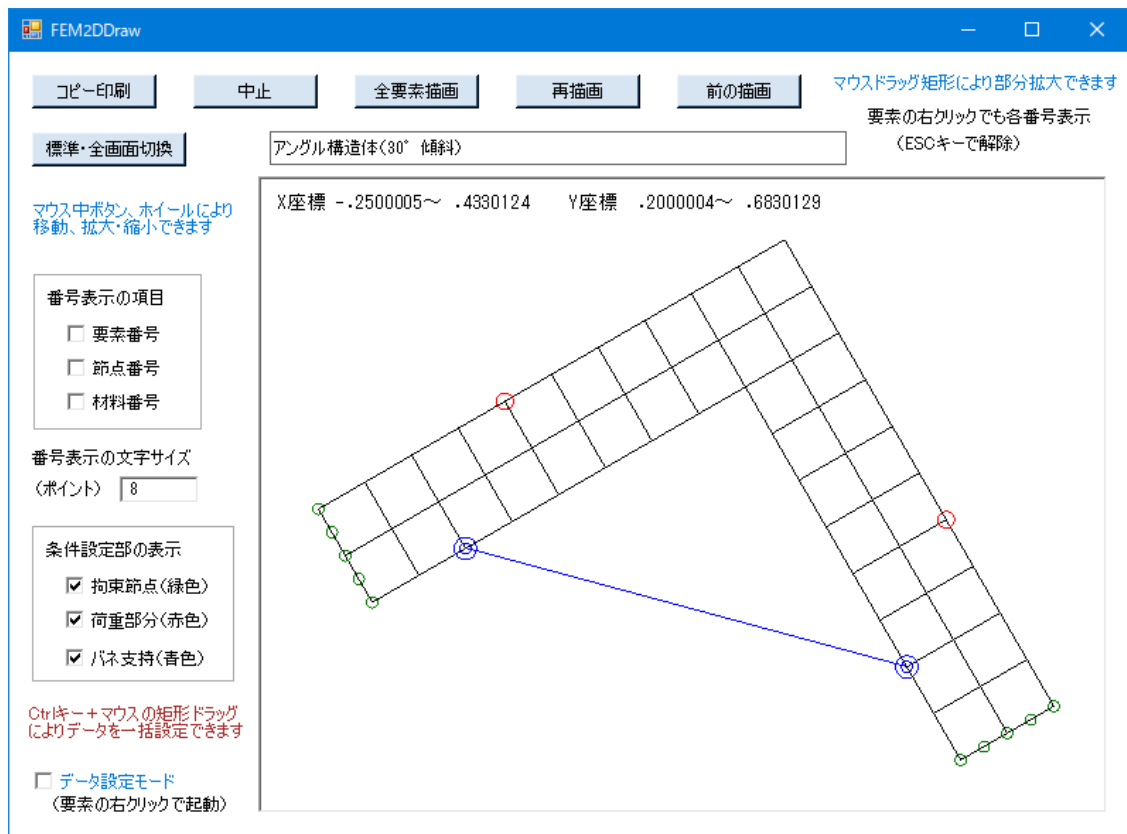 FEM2DDraw
コピー印刷
中止
全要素描画
再描画
前の描画
マウスドラッグ矩形により部分拡大できます
要素の右クリックでも各番号表示
(ESCキーで解除)
標準・全画面切換
アングル構造体(30° 傾斜)
マウス中ボタン、ホイールにより
移動、拡大・縮小できます
X座標 -.2500005～ .4330124 Y座標 .2000004～ .6830129
番号表示の項目
要素番号
節点番号
材料番号
番号表示の文字サイズ
(ポイント) 8
条件設定部の表示
拘束節点(緑色)
荷重部分(赤色)
バネ支持(青色)
Ctrlキー＋マウスの矩形ドラッグ
によりデータを一括設定できます
データ設定モード
(要素の右クリックで起動)